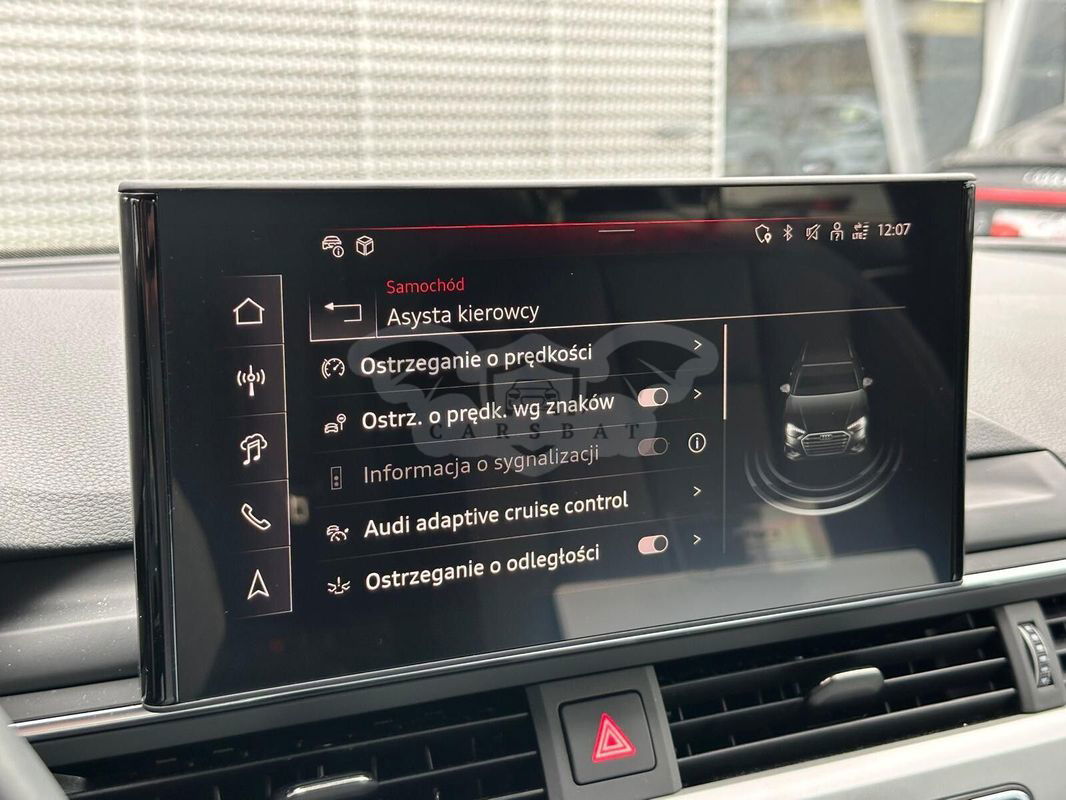 12:07
Samochód
Asysta kierowcy
Ostrzeganie o prędkości
Ostrz. o prędk. wg znaków
CARSBAT
Informacja o sygnalizacji
Audi adaptive cruise control
Ostrzeganie o odległości